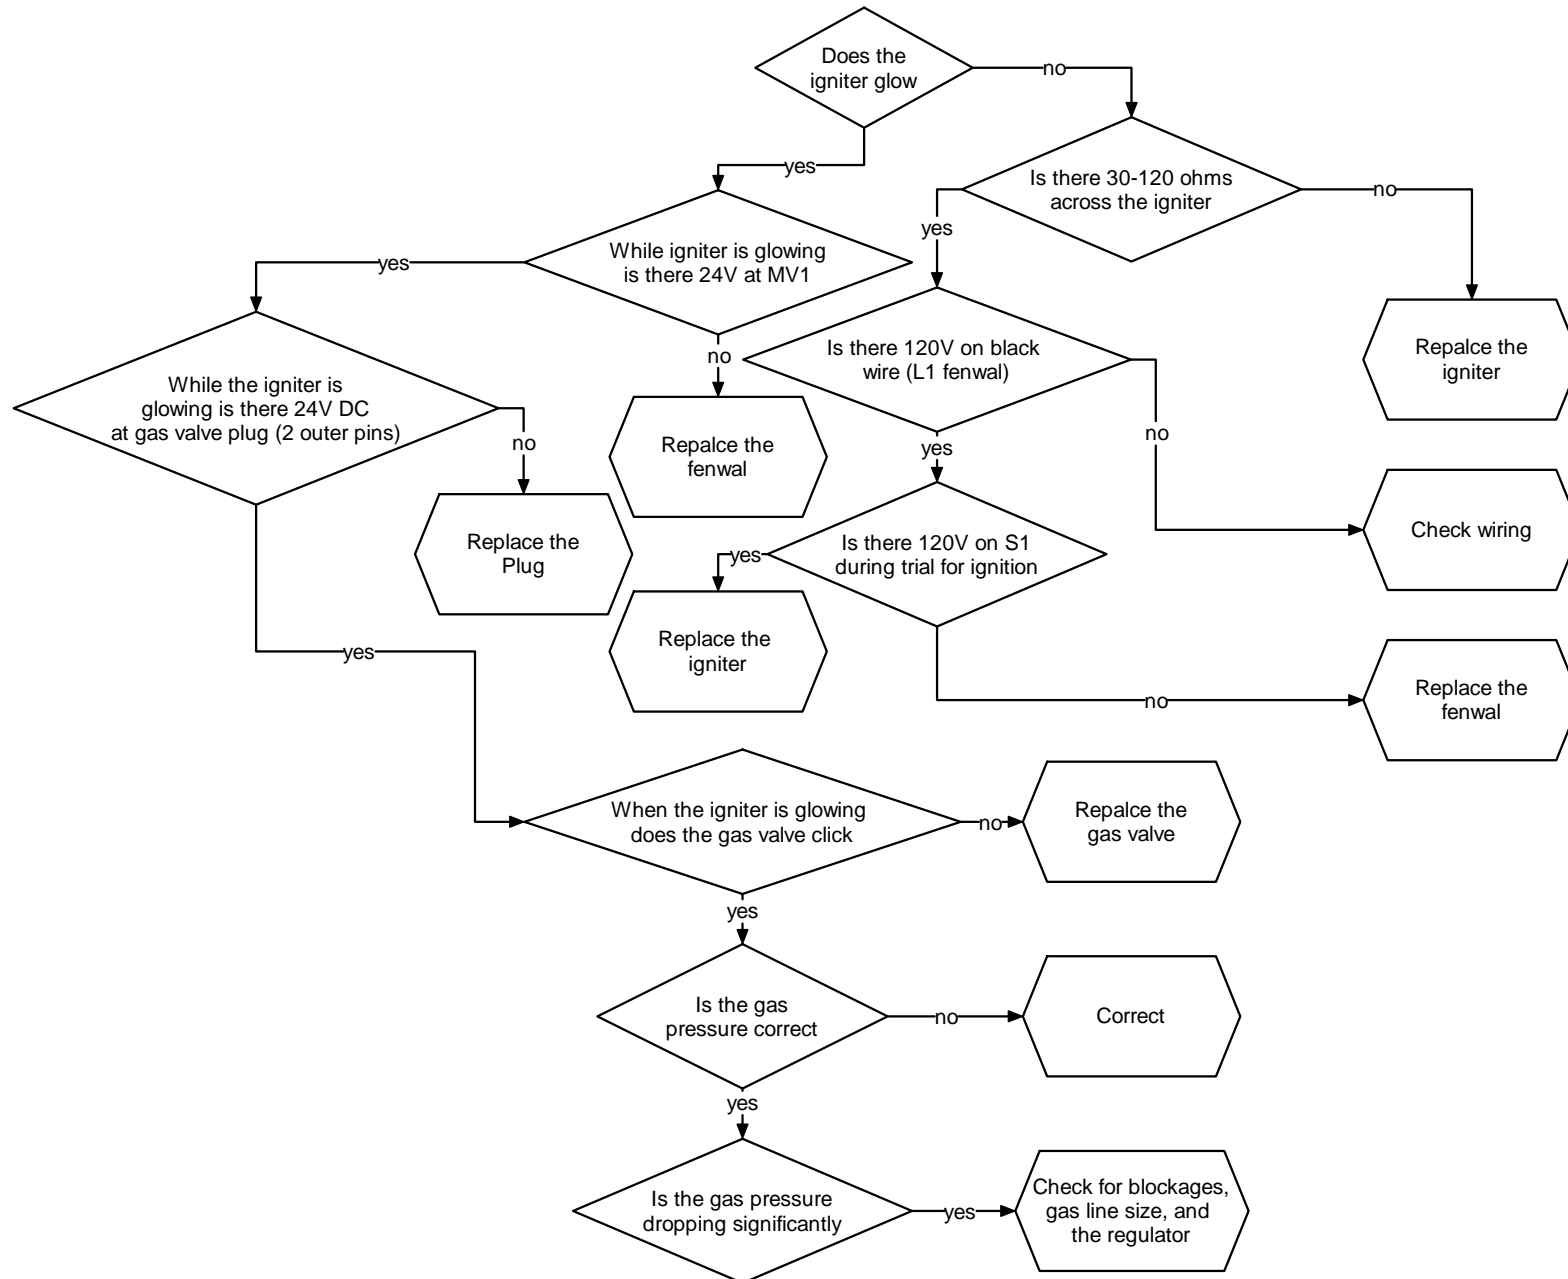 Does the
igniter glow
no
yes
Is there 30-120 ohms
across the igniter
no
yes
While igniter is glowing
is there 24V at MV1
yes
no
Repalce the
igniter
Is there 120V on black
wire (L1 fenwal)
no
yes
While the igniter is
glowing is there 24V DC
at gas valve plug (2 outer pins)
no
yes
Repalce the
fenwal
Check wiring
Replace the
Plug
Is there 120V on S1
during trial for ignition
yes
no
Replace the
igniter
Replace the
fenwal
When the igniter is glowing
does the gas valve click
no
Repalce the
gas valve
yes
Is the gas
pressure correct
no
Correct
yes
Is the gas pressure
dropping significantly
yes
Check for blockages,
gas line size, and
the regulator